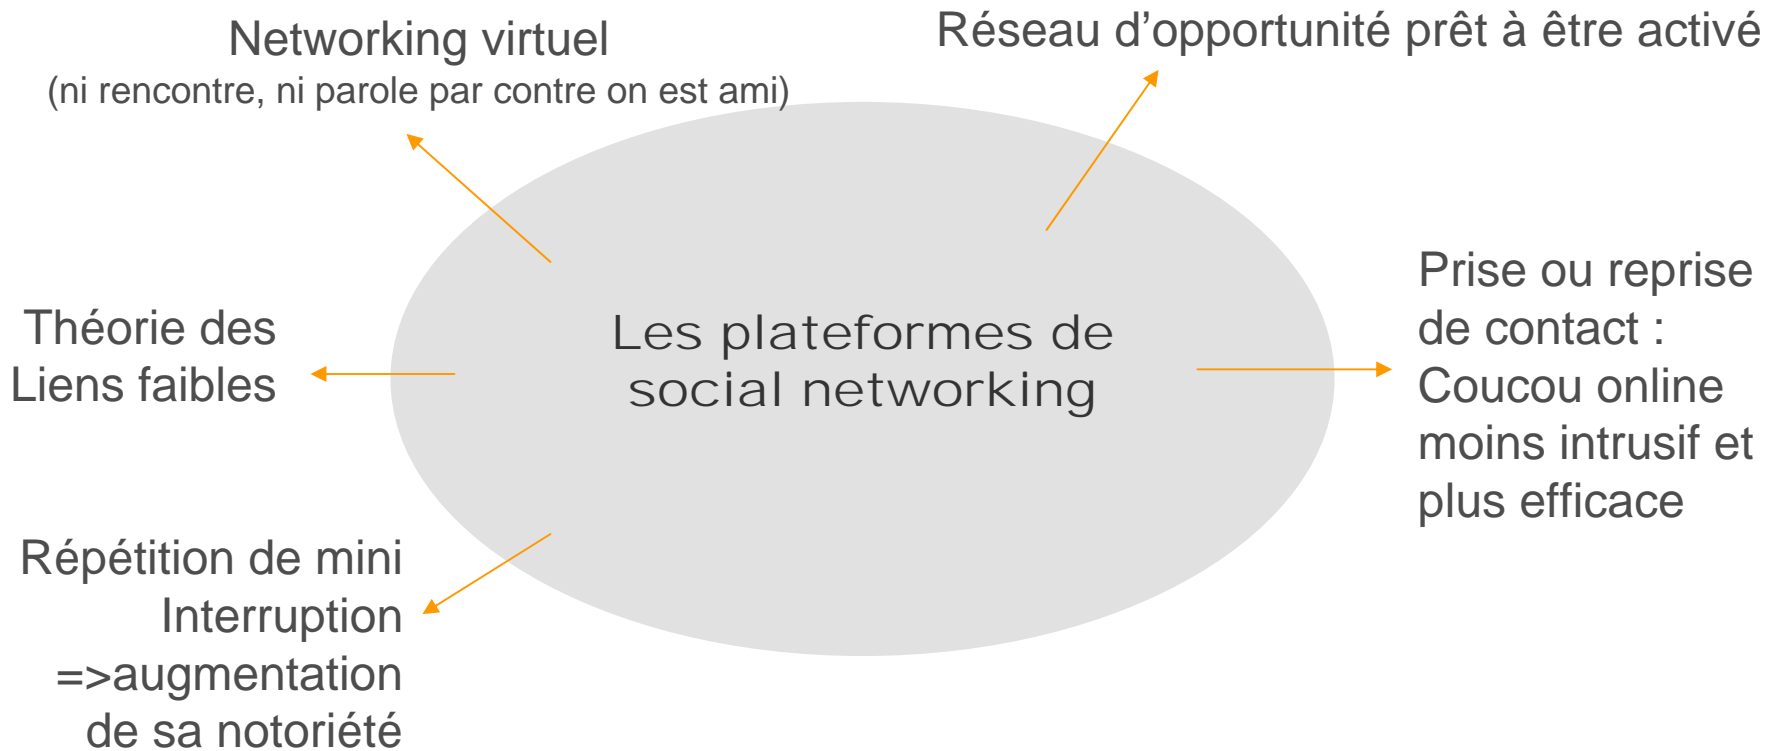 Networking virtuel
(ni rencontre, ni parole par contre on est ami)
Réseau d’opportunité prêt à être activé
Théorie des
Liens faibles
Les plateformes de
social networking
Prise ou reprise
de contact :
Coucou online
moins intrusif et
plus efficace
Répétition de mini
Interruption
=>augmentation
de sa notoriété